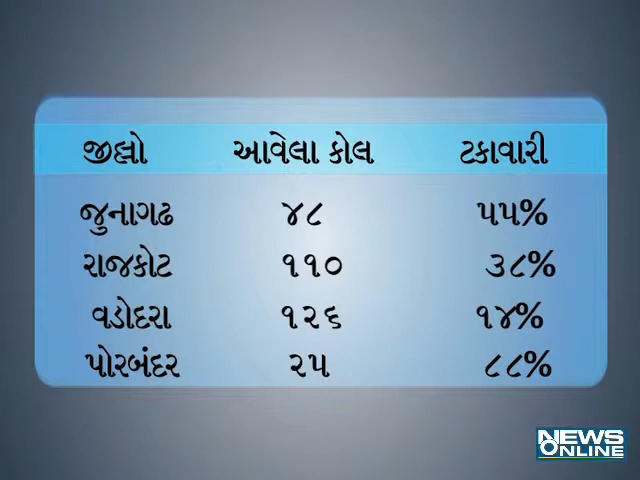 જીલ્લો આવેલા કોલ ટકાવારી
જુનાગઢ ૪૮ ૫૫%
રાજકોટ ૧૧૦ ૩૮%
વડોદરા ૧૨૬ ૧૪%
પોરબંદર ૨૫ ૮૮%
NEWS
ONLINE